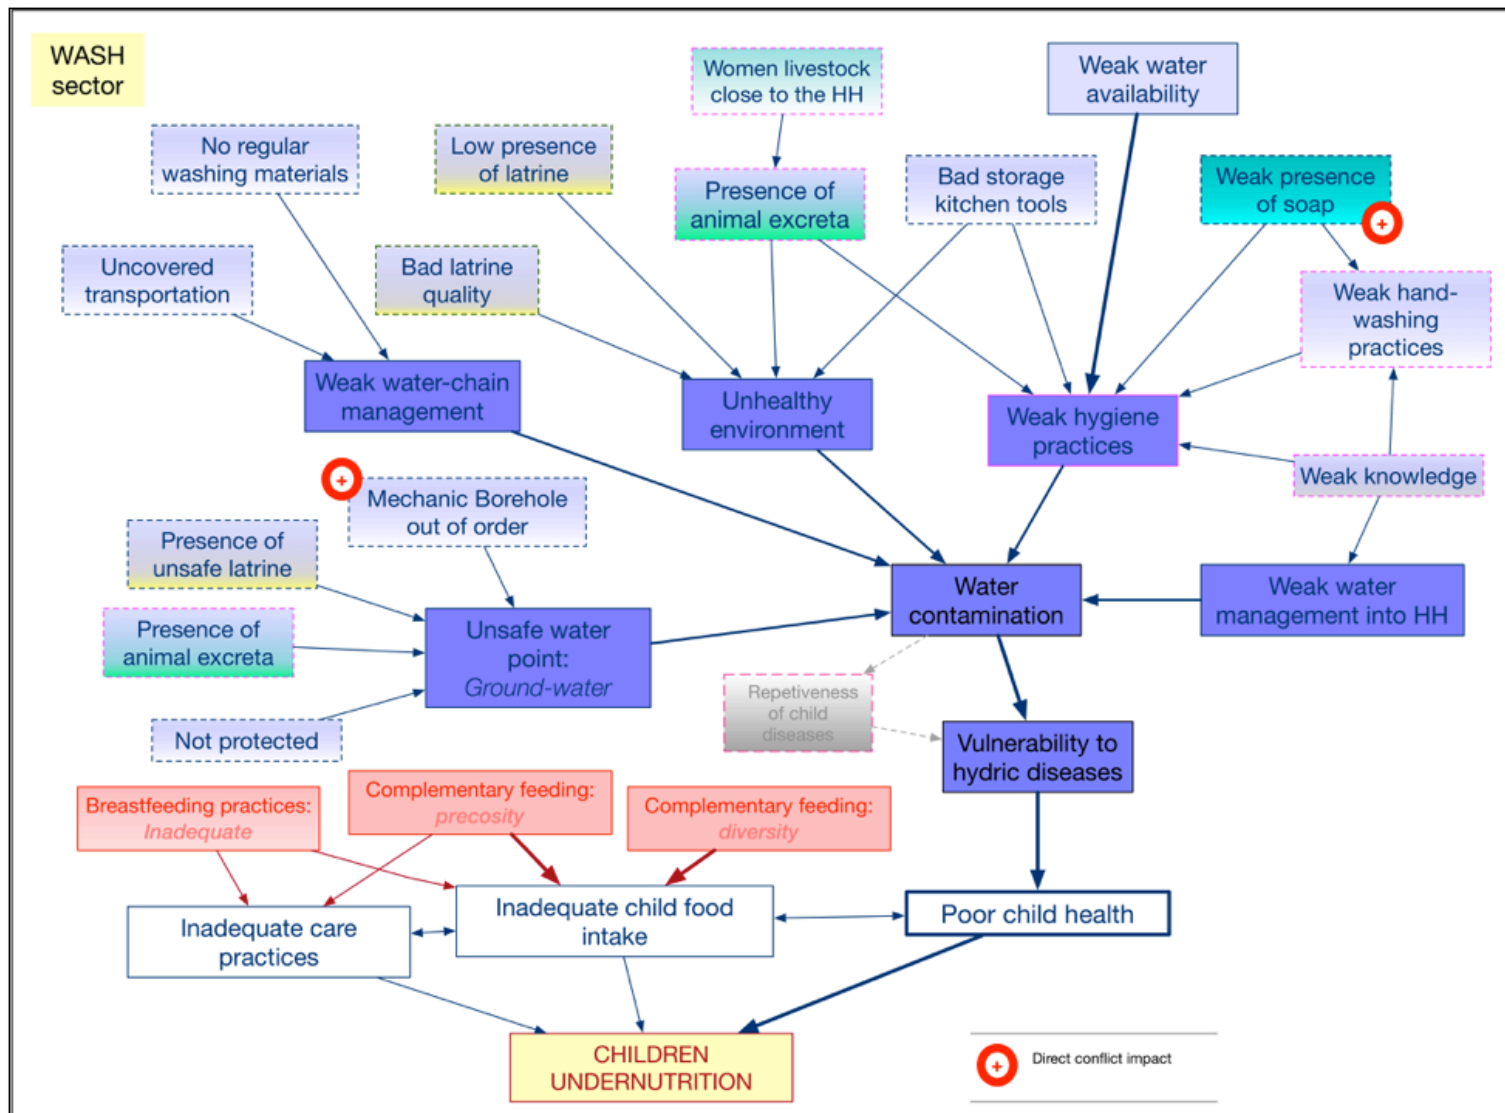 WASH
sector
Women livestock
close to the HH
Weak water
availability
No regular
washing materials
Low presence
of latrine
Presence of
animal excreta
Bad storage
kitchen tools
Weak presence
of soap
+
Uncovered
transportation
Bad latrine
quality
Weak hand-
washing
practices
Weak water-chain
management
Unhealthy
environment
Weak hygiene
practices
Weak knowledge
+
Mechanic Borehole
out of order
Presence of
unsafe latrine
Water
contamination
Weak water
management into HH
Presence of
animal excreta
Unsafe water
point:
Ground-water
Repetiveness
of child
diseases
Not protected
Vulnerability to
hydric diseases
Breastfeeding practices:
Inadequate
Complementary feeding:
precosity
Complementary feeding:
diversity
Inadequate care
practices
Inadequate child food
intake
Poor child health
CHILDREN
UNDERNUTRITION
+
Direct conflict impact